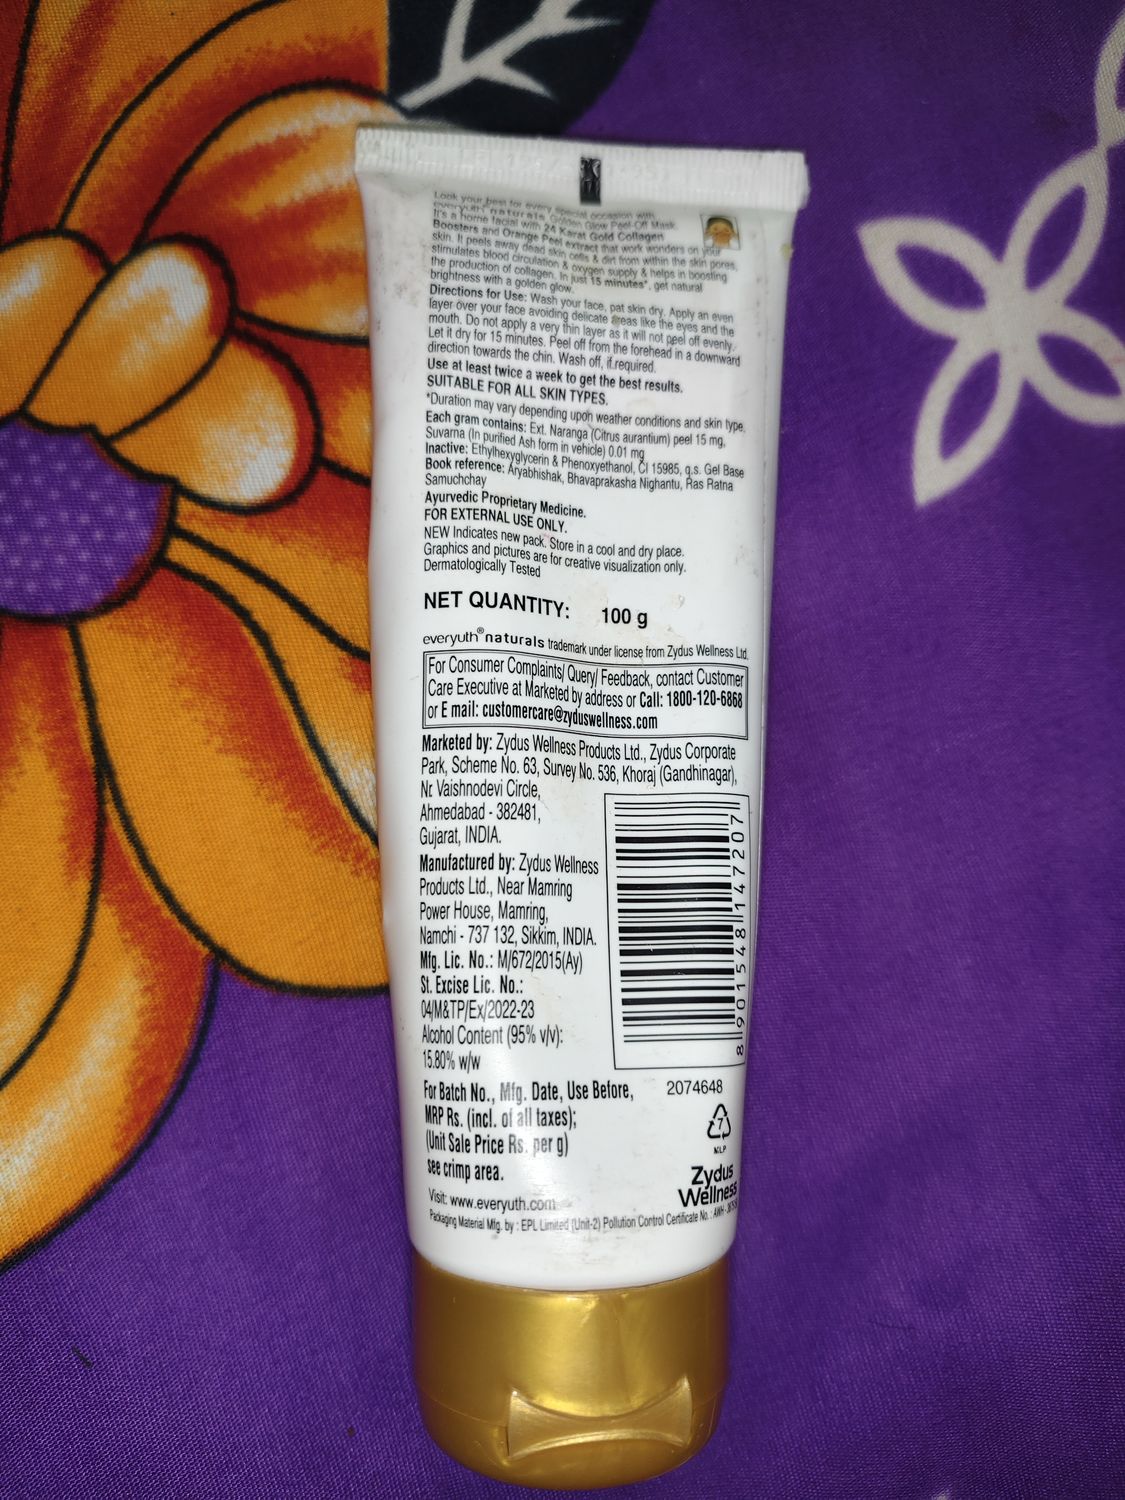 Look your best for every special occasion with
everyuth naturals Golden Glow Peel-Off Mask.
It's a home facial with 24 Karat Gold Collagen
Boosters and Orange Peel extract that work wonders on your
skin. It peels away dead skin cells & dirt from within the skin pores,
stimulates blood circulation & oxygen supply & helps in boosting
the production of collagen. In just 15 minutes*, get natural
brightness with a golden glow.
Directions for Use: Wash your face, pat skin dry. Apply an even
layer over your face avoiding delicate areas like the eyes and the
mouth. Do not apply a very thin layer as it will not peel off evenly.
Let it dry for 15 minutes. Peel off from the forehead in a downward
direction towards the chin. Wash off, if required.
Use at least twice a week to get the best results.
SUITABLE FOR ALL SKIN TYPES.
*Duration may vary depending upon weather conditions and skin type.
Each gram contains: Ext. Naranga (Citrus aurantium) peel 15 mg,
Suvarna (In purified Ash form in vehicle) 0.01 mg
Inactive: Ethylhexyglycerin & Phenoxyethanol, CI 15985, q.s. Gel Base
Book reference: Aryabhishak, Bhavaprakasha Nighantu, Ras Ratna
Samuchchay
Ayurvedic Proprietary Medicine.
FOR EXTERNAL USE ONLY.
NEW Indicates new pack. Store in a cool and dry place.
Graphics and pictures are for creative visualization only.
Dermatologically Tested
NET QUANTITY: 100 g
everyuth® naturals trademark under license from Zydus Wellness Ltd.
For Consumer Complaints/ Query/ Feedback, contact Customer
Care Executive at Marketed by address or Call: 1800-120-6868
or E mail: customercare@zyduswellness.com
Marketed by: Zydus Wellness Products Ltd., Zydus Corporate
Park, Scheme No. 63, Survey No. 536, Khoraj (Gandhinagar),
Nr. Vaishnodevi Circle,
Ahmedabad - 382481,
Gujarat, INDIA.
Manufactured by: Zydus Wellness
Products Ltd., Near Mamring
Power House, Mamring,
Namchi - 737 132, Sikkim, INDIA.
Mfg. Lic. No.: M/672/2015(Ay)
St. Excise Lic. No.:
04/M&TP/Ex/2022-23
Alcohol Content (95% v/v):
15.80% w/w
8 901548 147207
For Batch No., Mfg. Date, Use Before,
MRP Rs. (incl. of all taxes);
(Unit Sale Price Rs. per g)
see crimp area.
2074648
7
NLP
Zydus
Wellness
Visit: www.everyuth.com
Packaging Material Mfg. by : EPL Limited (Unit-2) Pollution Control Certificate No. : AWH -